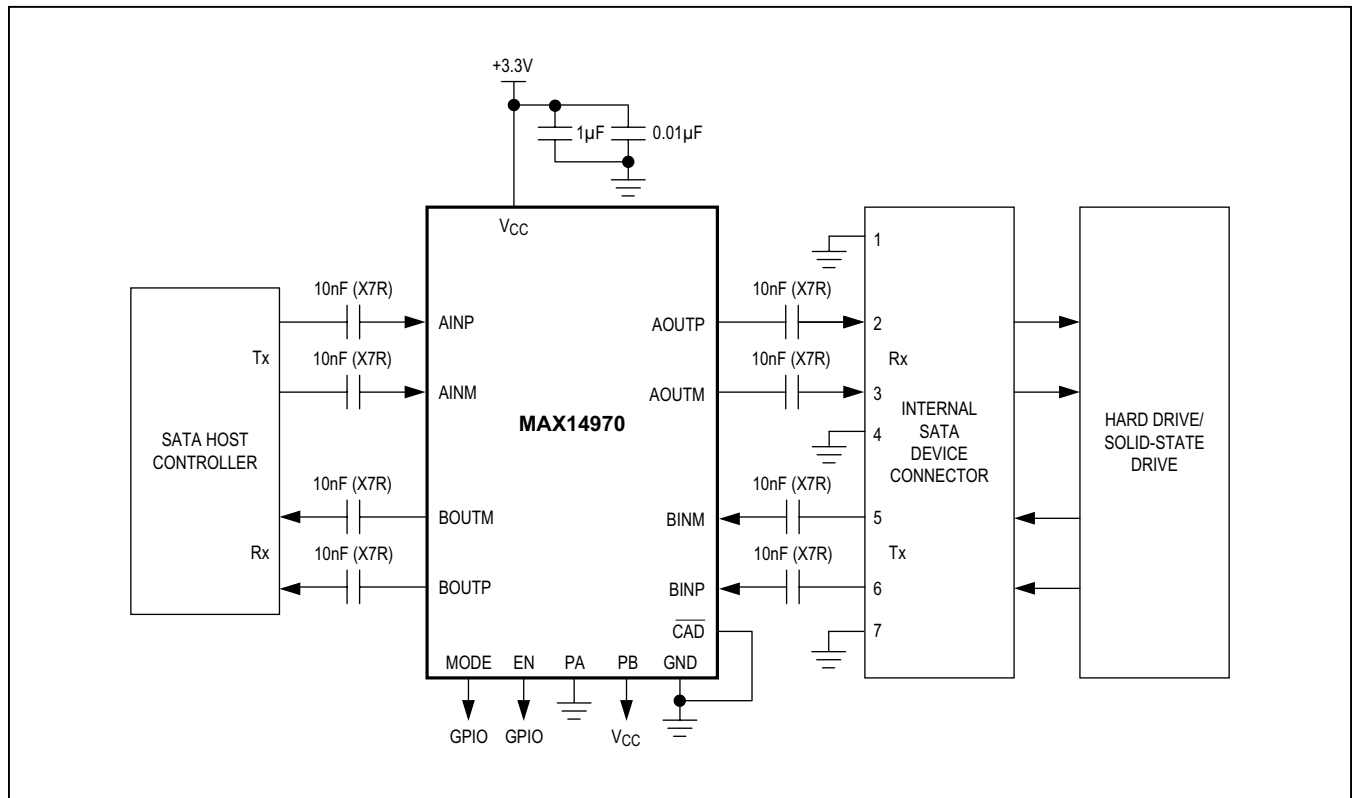 +3.3V
1µF
0.01µF
VCC
1
10nF (X7R)
10nF (X7R)
AINP
AOUTP
2
Tx
10nF (X7R)
10nF (X7R)
Rx
AINM
AOUTM
3
MAX14970
SATA HOST
CONTROLLER
INTERNAL
SATA
DEVICE
CONNECTOR
HARD DRIVE/
SOLID-STATE
DRIVE
4
10nF (X7R)
10nF (X7R)
BOUTM
BINM
5
Rx
10nF (X7R)
10nF (X7R)
Tx
BOUTP
BINP
6
CAD
7
MODE
EN
PA
PB
GND
GPIO
GPIO
VCC